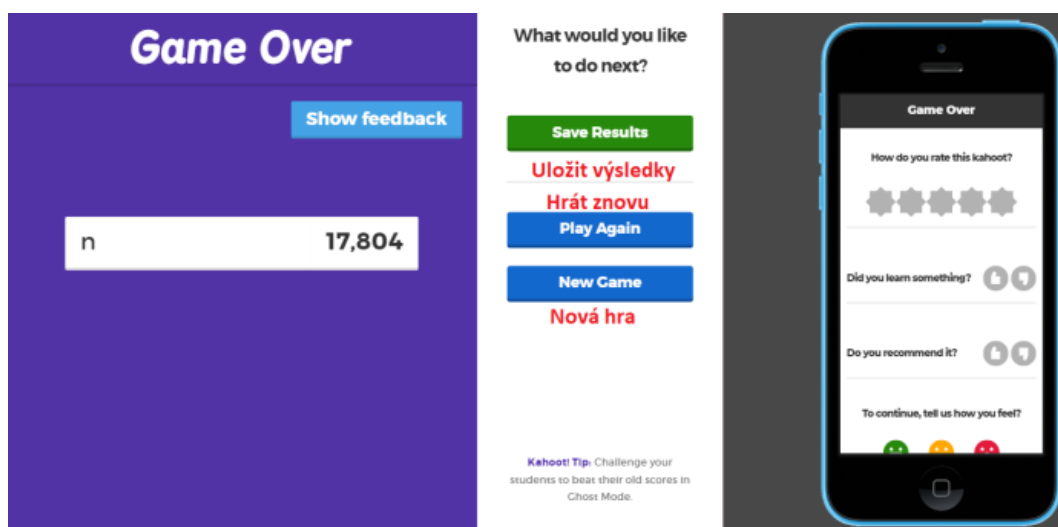 Game Over
Show feedback
n 17,804
What would you like
to do next?
Save Results
Uložit výsledky
Hrát znovu
Play Again
New Game
Nová hra
Kahoot! Tip: Challenge your
students to beat their old scores in
Ghost Mode.
Game Over
How do you rate this kahoot?
Did you learn something?
Do you recommend it?
To continue, tell us how you feel?